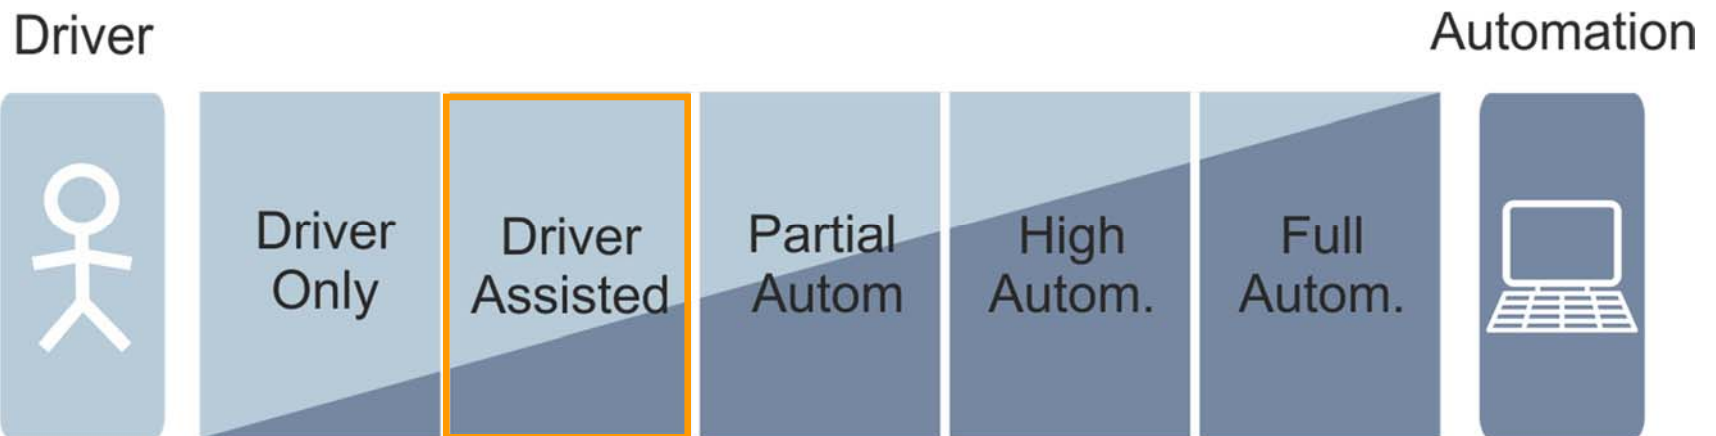 Driver
Automation
Driver
Only
Driver
Assisted
Partial
Autom
High
Autom.
Full
Autom.